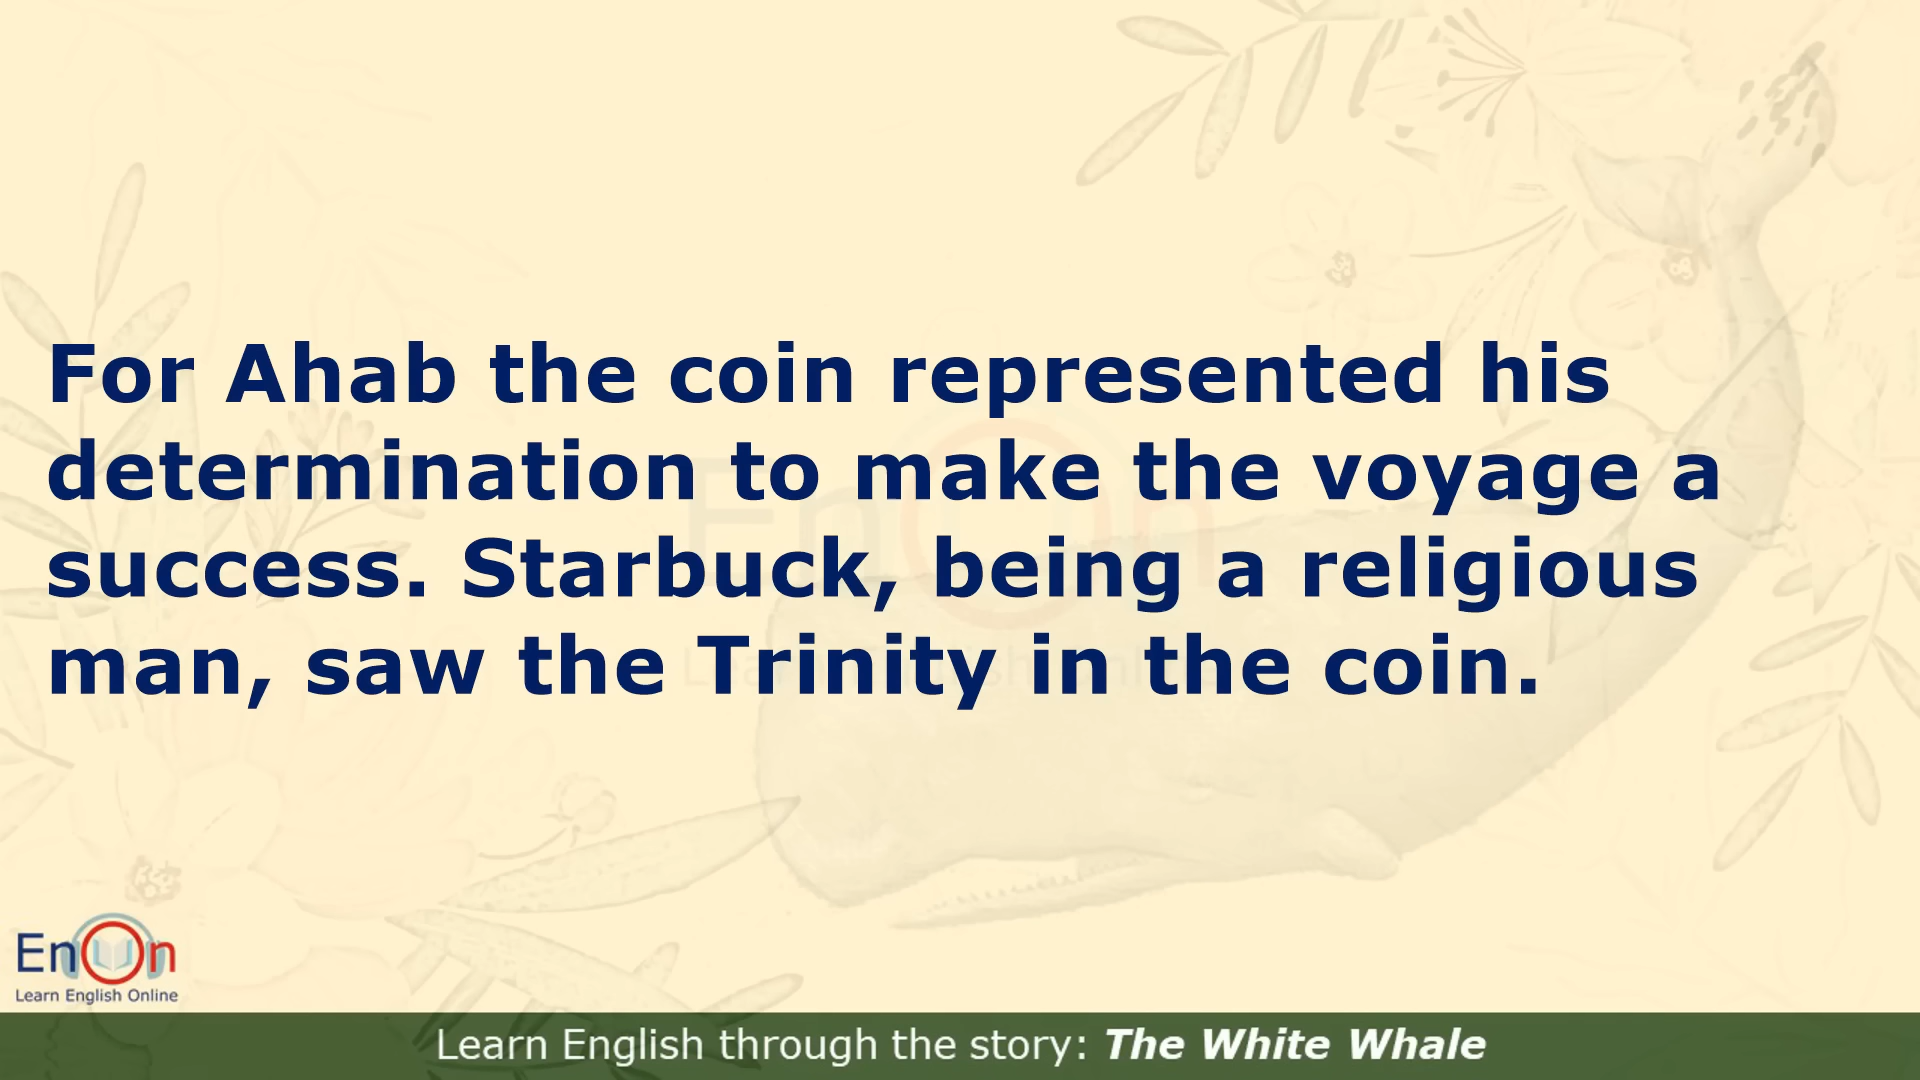 For Ahab the coin represented his
determination to make the voyage a
success. Starbuck, being a religious
man, saw the Trinity in the coin.
EnOn
Learn English Online
Learn English through the story: The White Whale